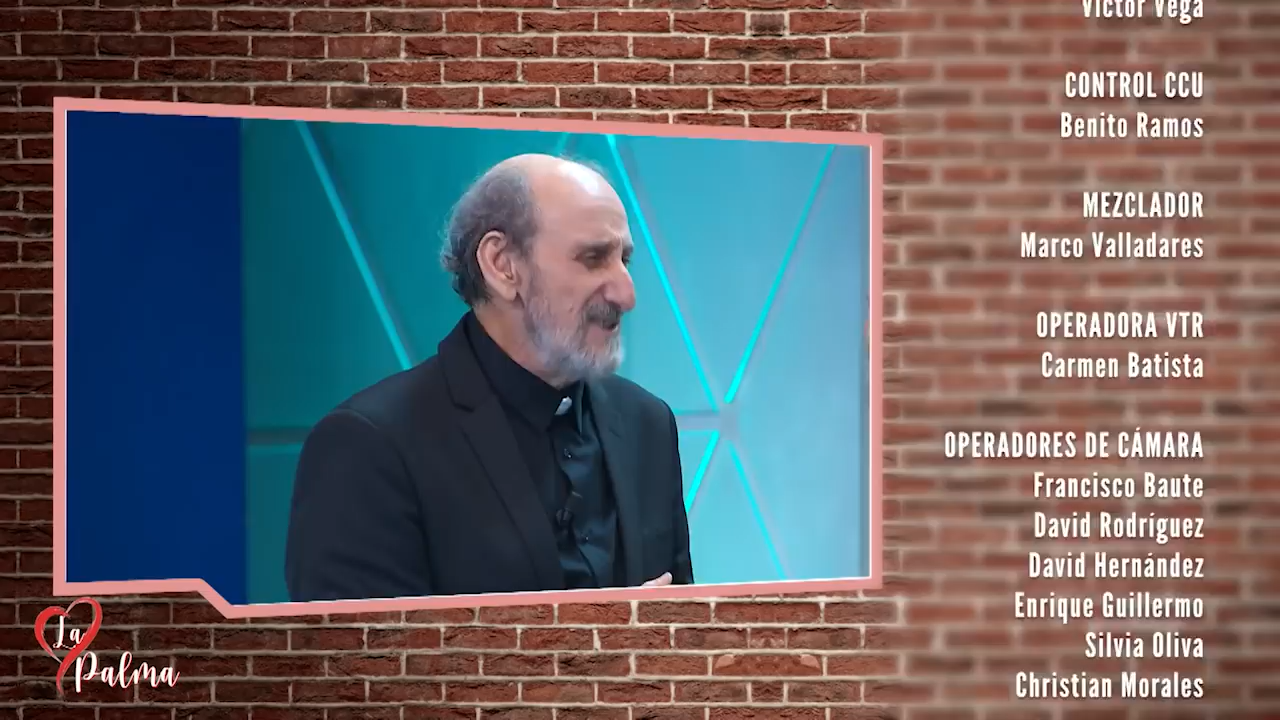 Víctor Vega
CONTROL CCU
Benito Ramos
MEZCLADOR
Marco Valladares
OPERADORA VTR
Carmen Batista
OPERADORES DE CÁMARA
Francisco Baute
David Rodríguez
David Hernández
Enrique Guillermo
Silvia Oliva
Christian Morales
La
Palma